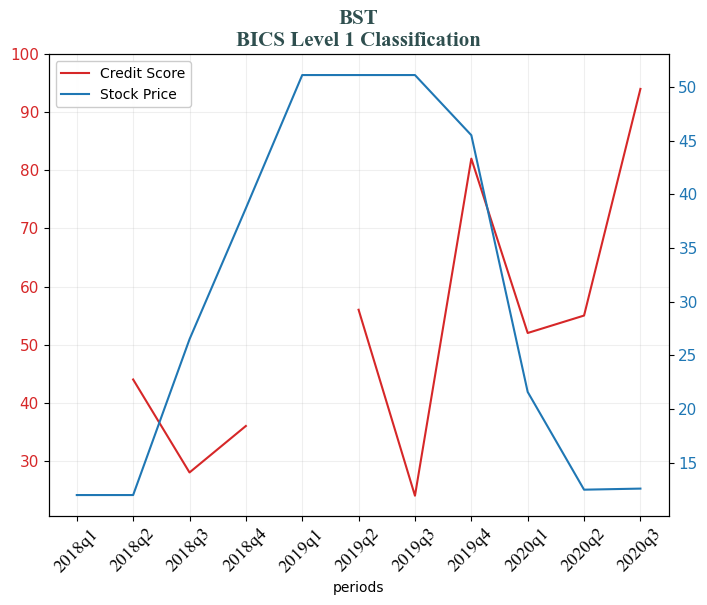 BST
BICS Level 1 Classification
Credit Score
Stock Price
100
90
80
70
60
50
40
30
50
45
40
35
30
25
20
15
2018q1
2018q2
2018q3
2018q4
2019q1
2019q2
2019q3
2019q4
2020q1
2020q2
2020q3
periods